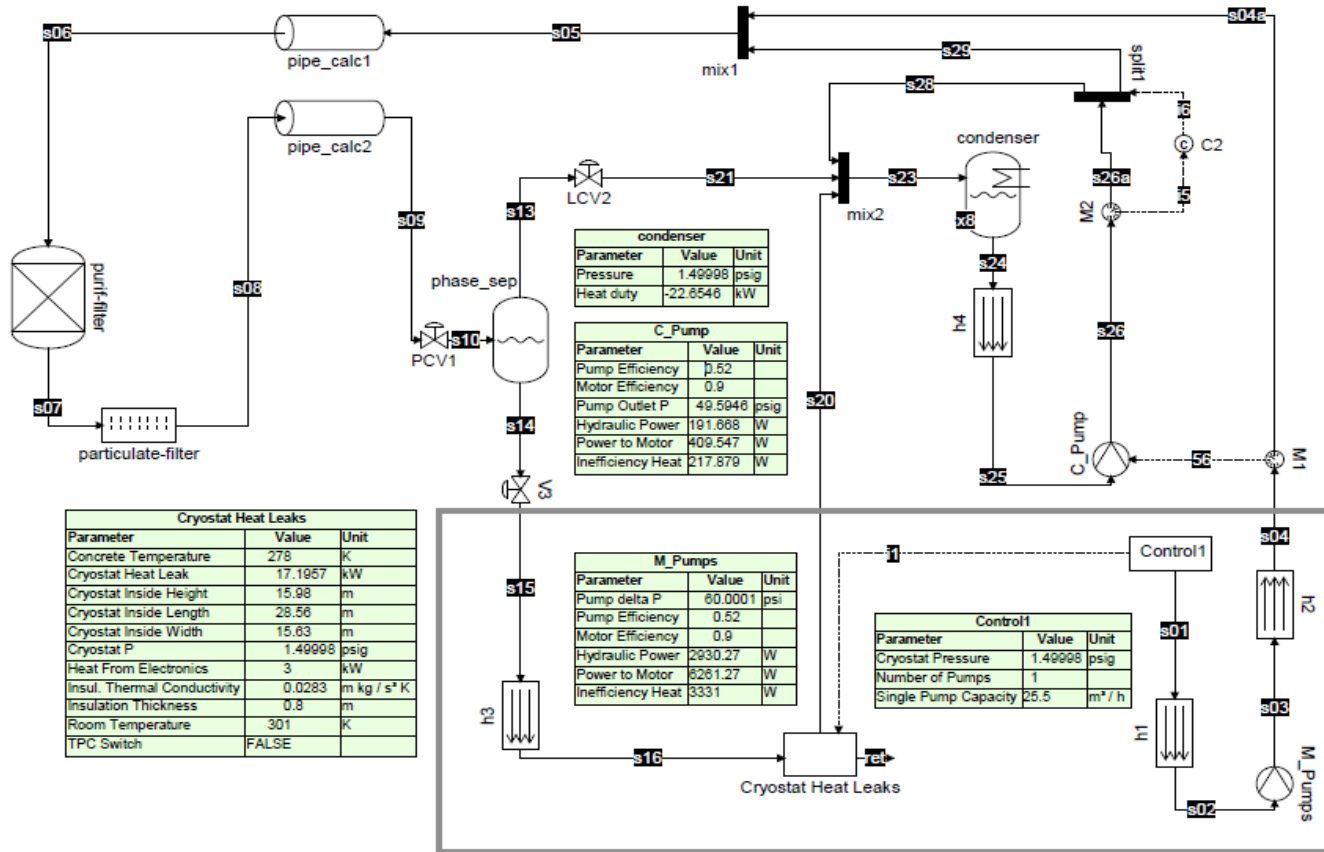 s06
pipe_calc1
s05
mix1
s04a
s29
split1
s28
i6
C2
pipe_calc2
condenser
s26a
i5
M2
s09
s13
LCV2
s21
mix2
s23
x8
s24
purif-filter
s08
phase_sep
PCV1
s10
condenser
Parameter Value Unit
Pressure 1.49998 psig
Heat duty -22.6546 kW
h4
s26
C_Pump
Parameter Value Unit
Pump Efficiency 0.52
Motor Efficiency 0.9
Pump Outlet P 49.5946 psig
Hydraulic Power 191.668 W
Power to Motor 409.547 W
Inefficiency Heat 217.879 W
s20
s07
particulate-filter
s14
V3
s25
C_Pump
56
M1
Cryostat Heat Leaks
Parameter Value Unit
Concrete Temperature 278 K
Cryostat Heat Leak 17.1957 kW
Cryostat Inside Height 15.98 m
Cryostat Inside Length 28.56 m
Cryostat Inside Width 15.63 m
Cryostat P 1.49998 psig
Heat From Electronics 3 kW
Insul. Thermal Conductivity 0.0283 m kg / s³ K
Insulation Thickness 0.8 m
Room Temperature 301 K
TPC Switch FALSE
s15
M_Pumps
Parameter Value Unit
Pump delta P 60.0001 psi
Pump Efficiency 0.52
Motor Efficiency 0.9
Hydraulic Power 2930.27 W
Power to Motor 6261.27 W
Inefficiency Heat 3331 W
i1
Control1
s04
h2
s01
Control1
Parameter Value Unit
Cryostat Pressure 1.49998 psig
Number of Pumps 1
Single Pump Capacity 25.5 m³ / h
h3
s16
ret
Cryostat Heat Leaks
h1
s03
s02
M_Pumps